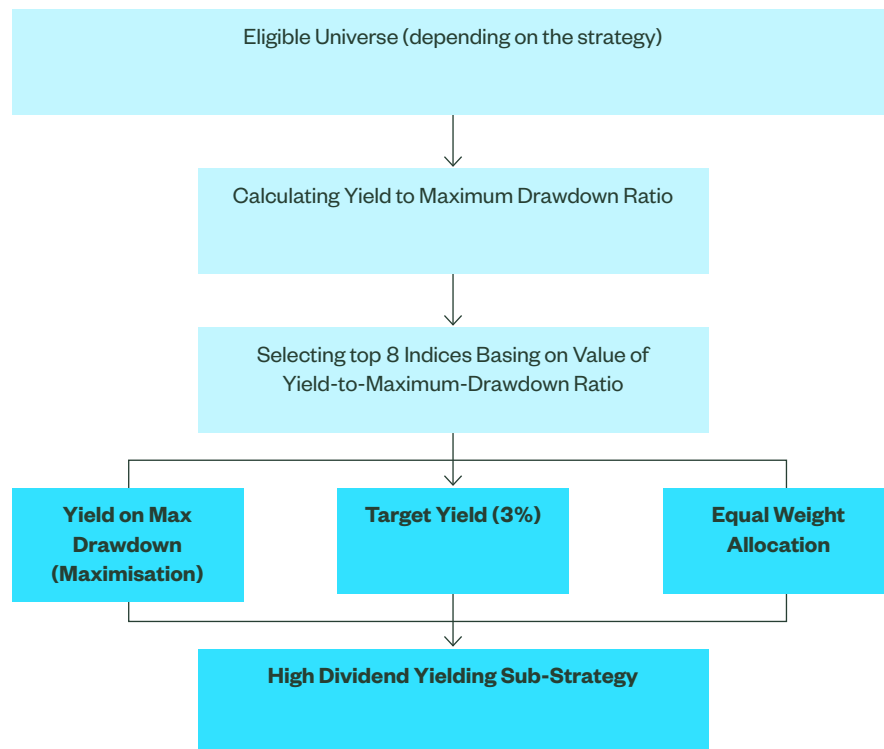 Eligible Universe (depending on the strategy)
Calculating Yield to Maximum Drawdown Ratio
Selecting top 8 Indices Basing on Value of
Yield-to-Maximum-Drawdown Ratio
Yield on Max
Drawdown
(Maximisation)
Target Yield (3%)
Equal Weight
Allocation
High Dividend Yielding Sub-Strategy